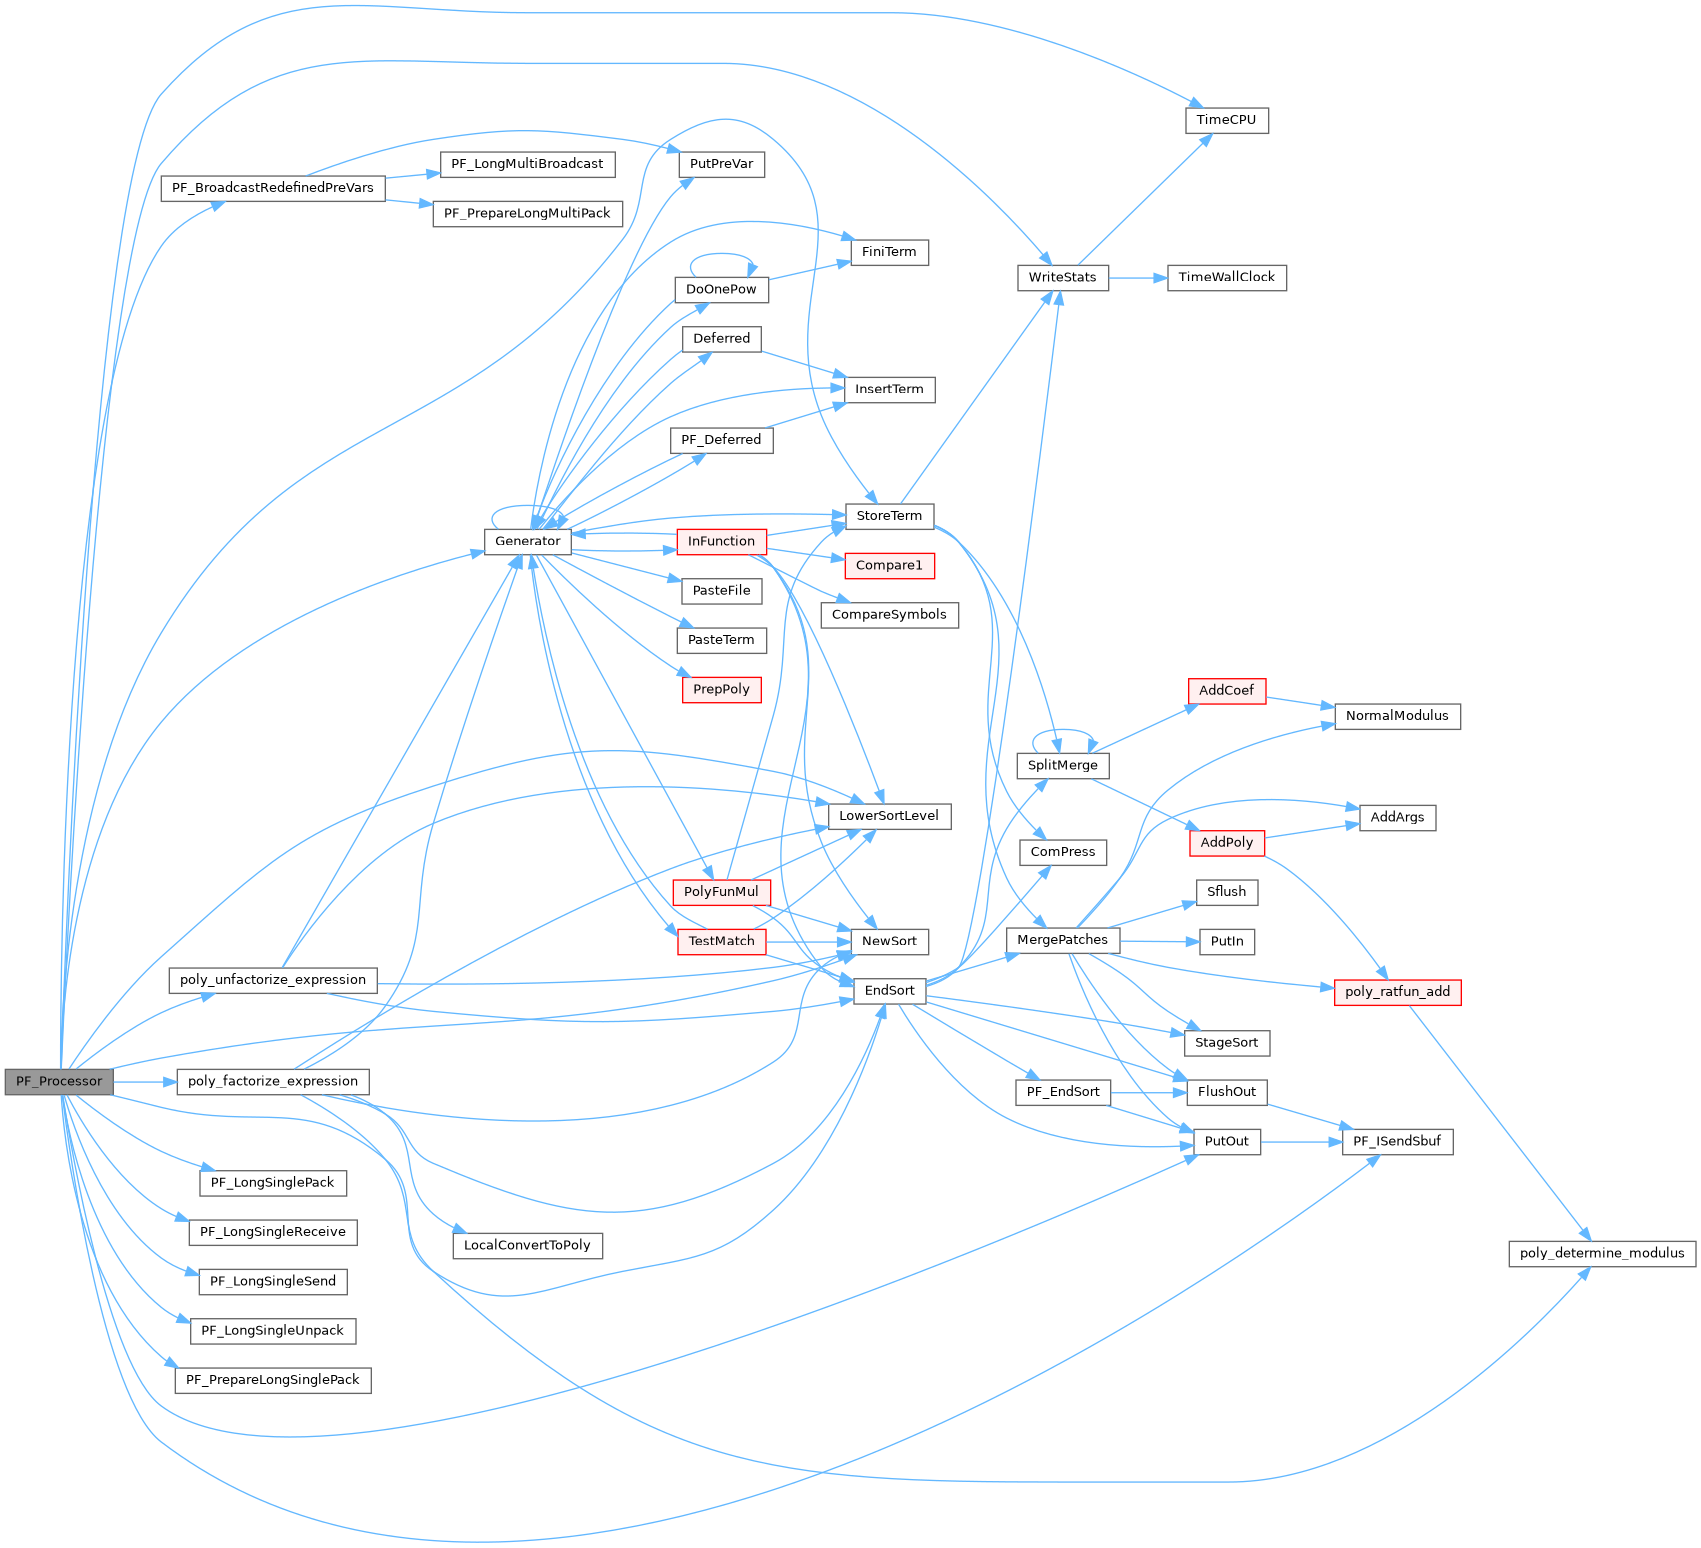 TimeCPU
PF_LongMultiBroadcast
PutPreVar
PF_BroadcastRedefinedPreVars
PF_PrepareLongMultiPack
FiniTerm
WriteStats
TimeWallClock
DoOnePow
Deferred
InsertTerm
PF_Deferred
StoreTerm
Generator
InFunction
Compare1
PasteFile
CompareSymbols
PasteTerm
PrepPoly
AddCoef
NormalModulus
SplitMerge
LowerSortLevel
AddArgs
AddPoly
ComPress
PolyFunMul
Sflush
TestMatch
NewSort
MergePatches
PutIn
poly_unfactorize_expression
EndSort
poly_ratfun_add
StageSort
PF_Processor
poly_factorize_expression
PF_EndSort
FlushOut
PutOut
PF_ISendSbuf
PF_LongSinglePack
PF_LongSingleReceive
LocalConvertToPoly
poly_determine_modulus
PF_LongSingleSend
PF_LongSingleUnpack
PF_PrepareLongSinglePack